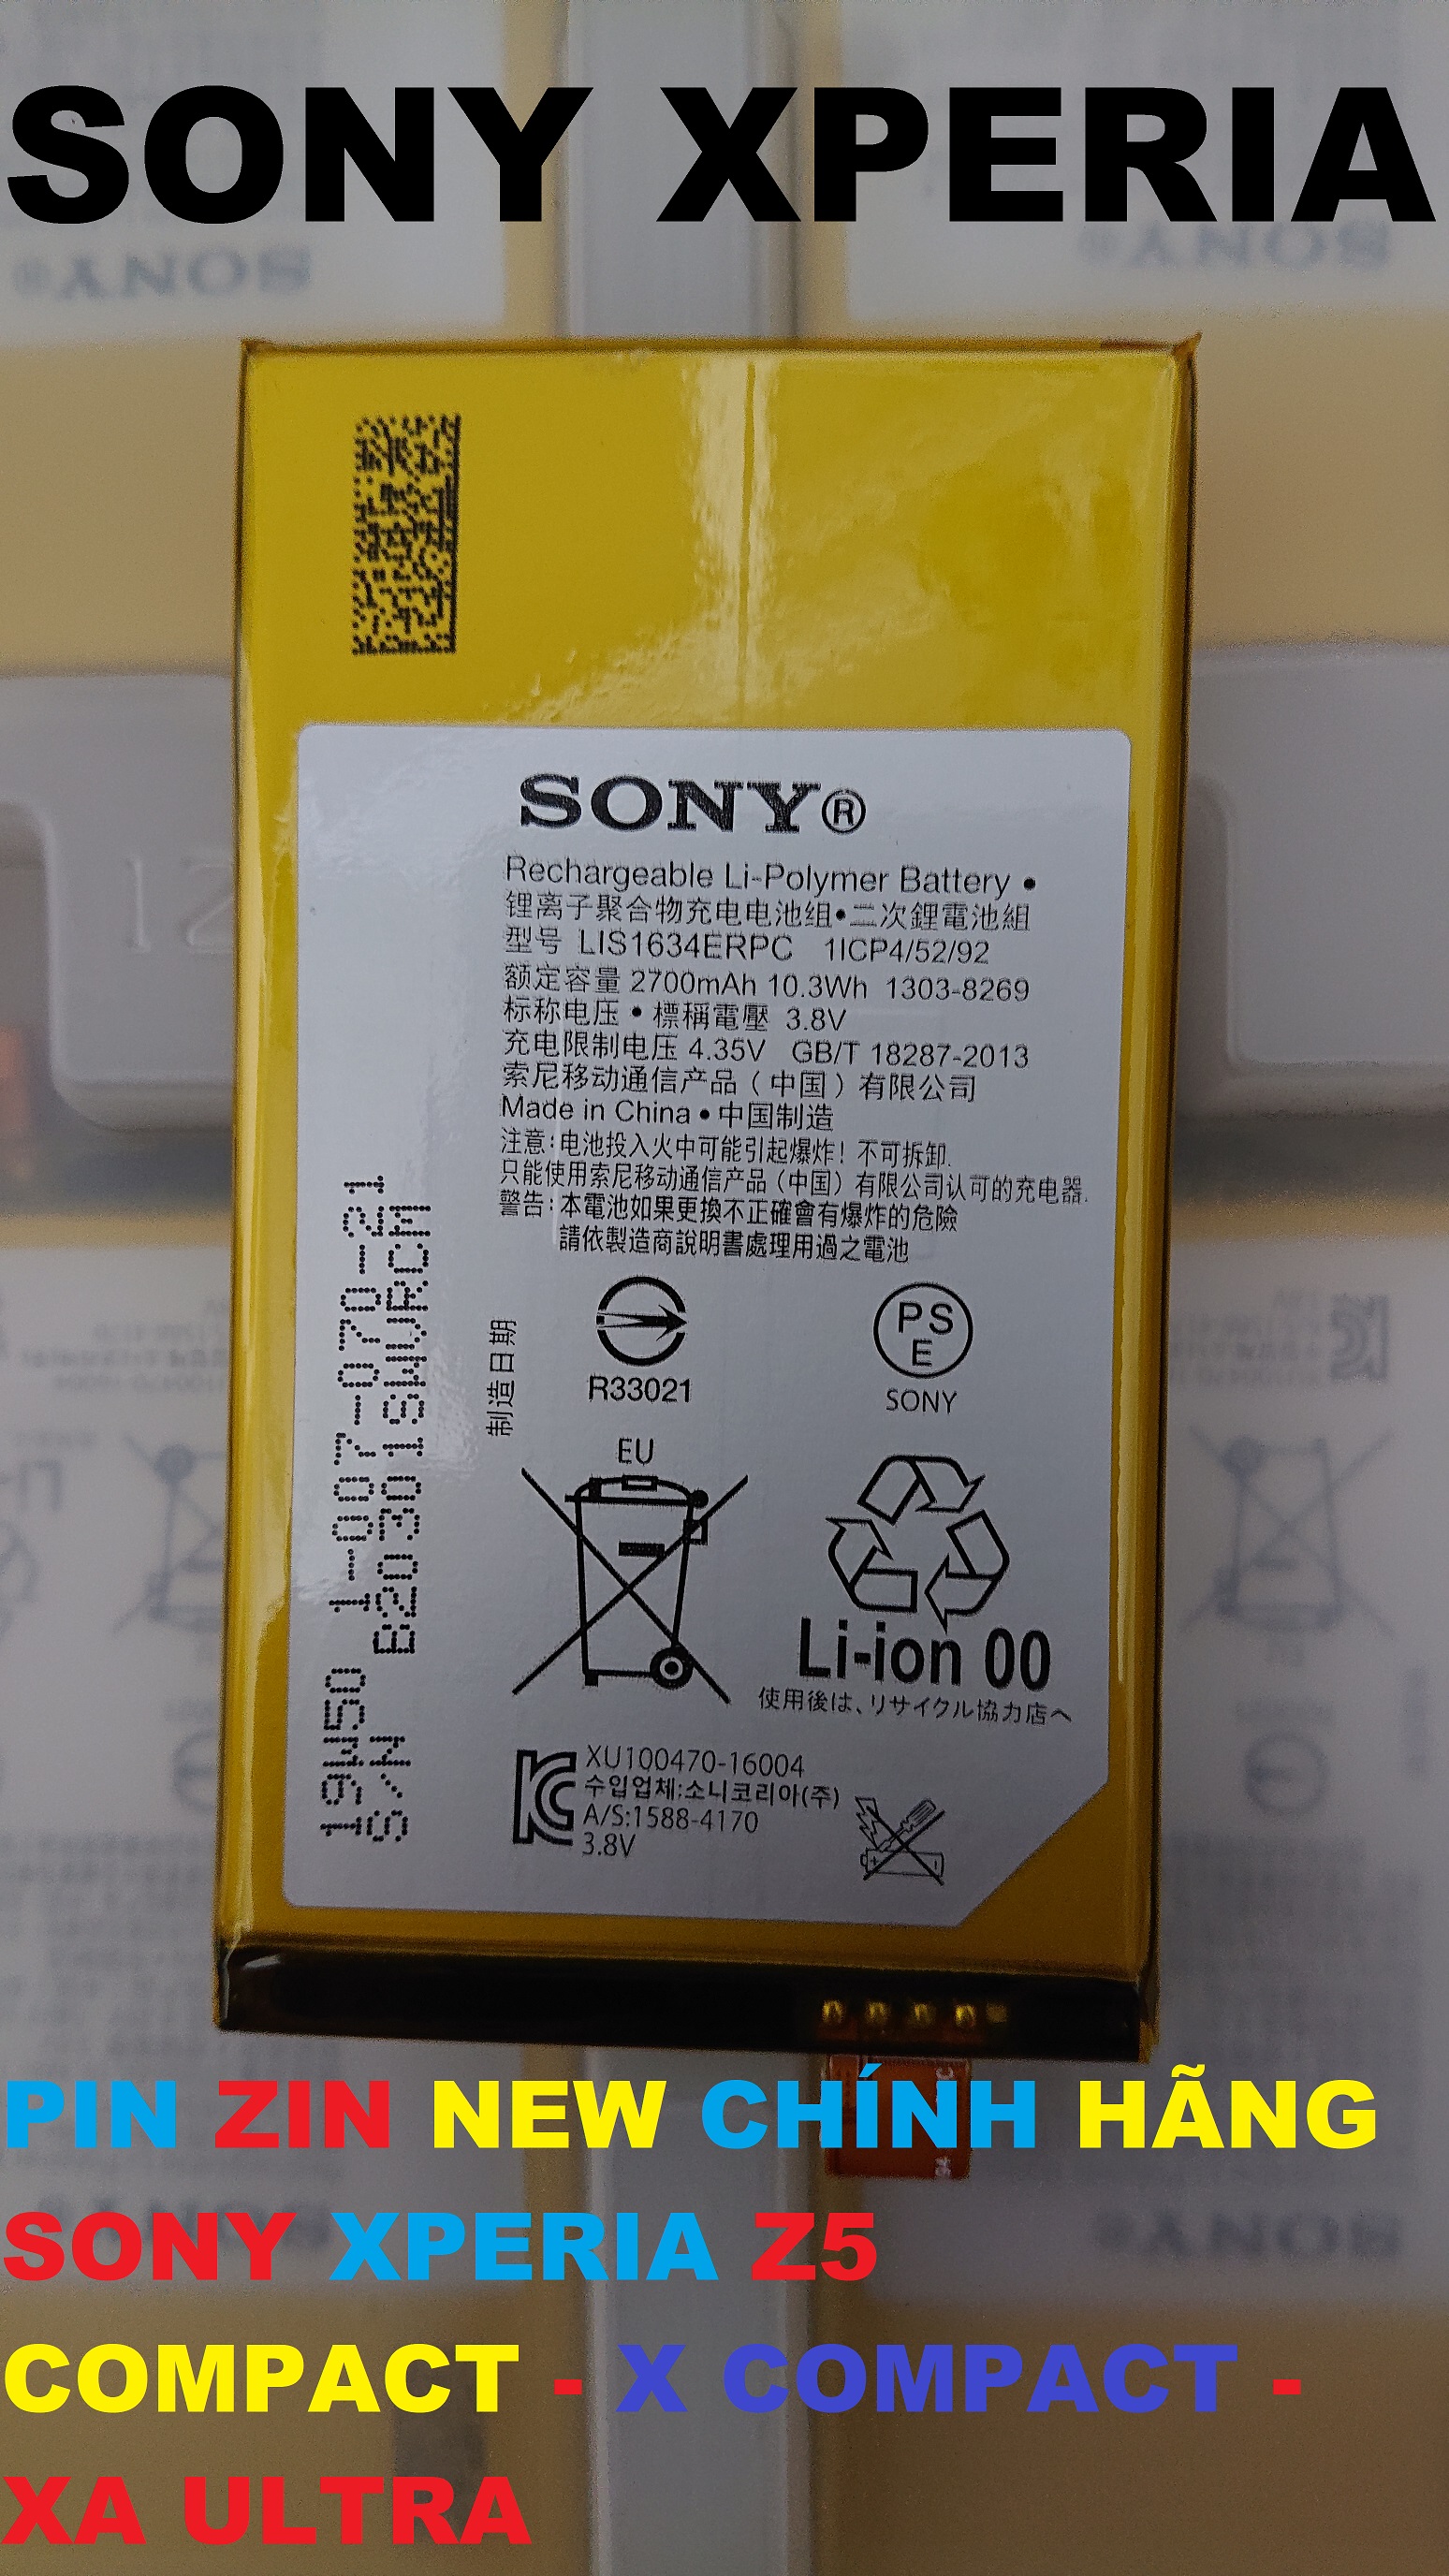 SONY XPERIA
SONY®
Rechargeable Li-Polymer Battery •
锂离子聚合物充电电池组•二次鋰電池組
型号 LIS1634ERPC 1ICP4/52/92
额定容量 2700mAh 10.3Wh 1303-8269
标称电压 • 標稱電壓 3.8V
充电限制电压 4.35V GB/T 18287-2013
索尼移动通信产品（中国）有限公司
Made in China • 中国制造
注意:电池投入火中可能引起爆炸! 不可拆卸.
只能使用索尼移动通信产品（中国）有限公司认可的充电器.
警告:本電池如果更換不正確會有爆炸的危險
請依製造商說明書處理用過之電池
制造日期
R33021
PS
E
SONY
EU
Li-ion 00
使用後は、リサイクル協力店へ
XU100470-16004
수입업체:소니코리아(주)
A/S:1588-4170
3.8V
19W50 1-007-070-21
S/N B20301SWURCM
PIN ZIN NEW CHÍNH HÃNG
SONY XPERIA Z5
COMPACT - X COMPACT -
XA ULTRA